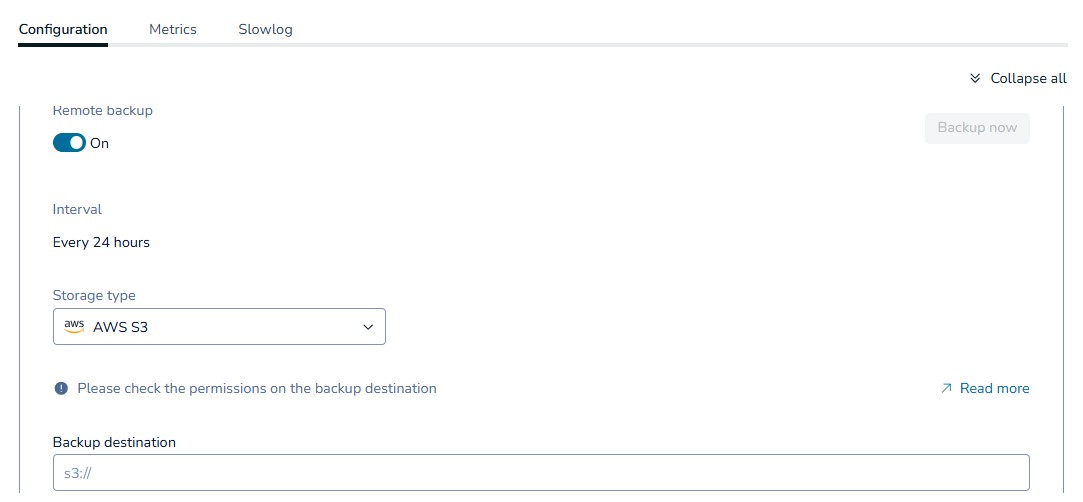 Configuration Metrics Slowlog
Collapse all
Remote backup
Backup now
On
Interval
Every 24 hours
Storage type
aws AWS S3
Please check the permissions on the backup destination Read more
Backup destination
s3://